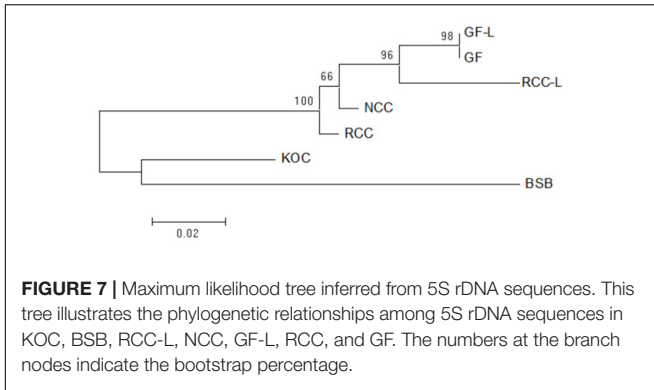 98
GF-L
GF
96
RCC-L
66
NCC
100
RCC
KOC
BSB
0.02
FIGURE 7 | Maximum likelihood tree inferred from 5S rDNA sequences. This
tree illustrates the phylogenetic relationships among 5S rDNA sequences in
KOC, BSB, RCC-L, NCC, GF-L, RCC, and GF. The numbers at the branch
nodes indicate the bootstrap percentage.